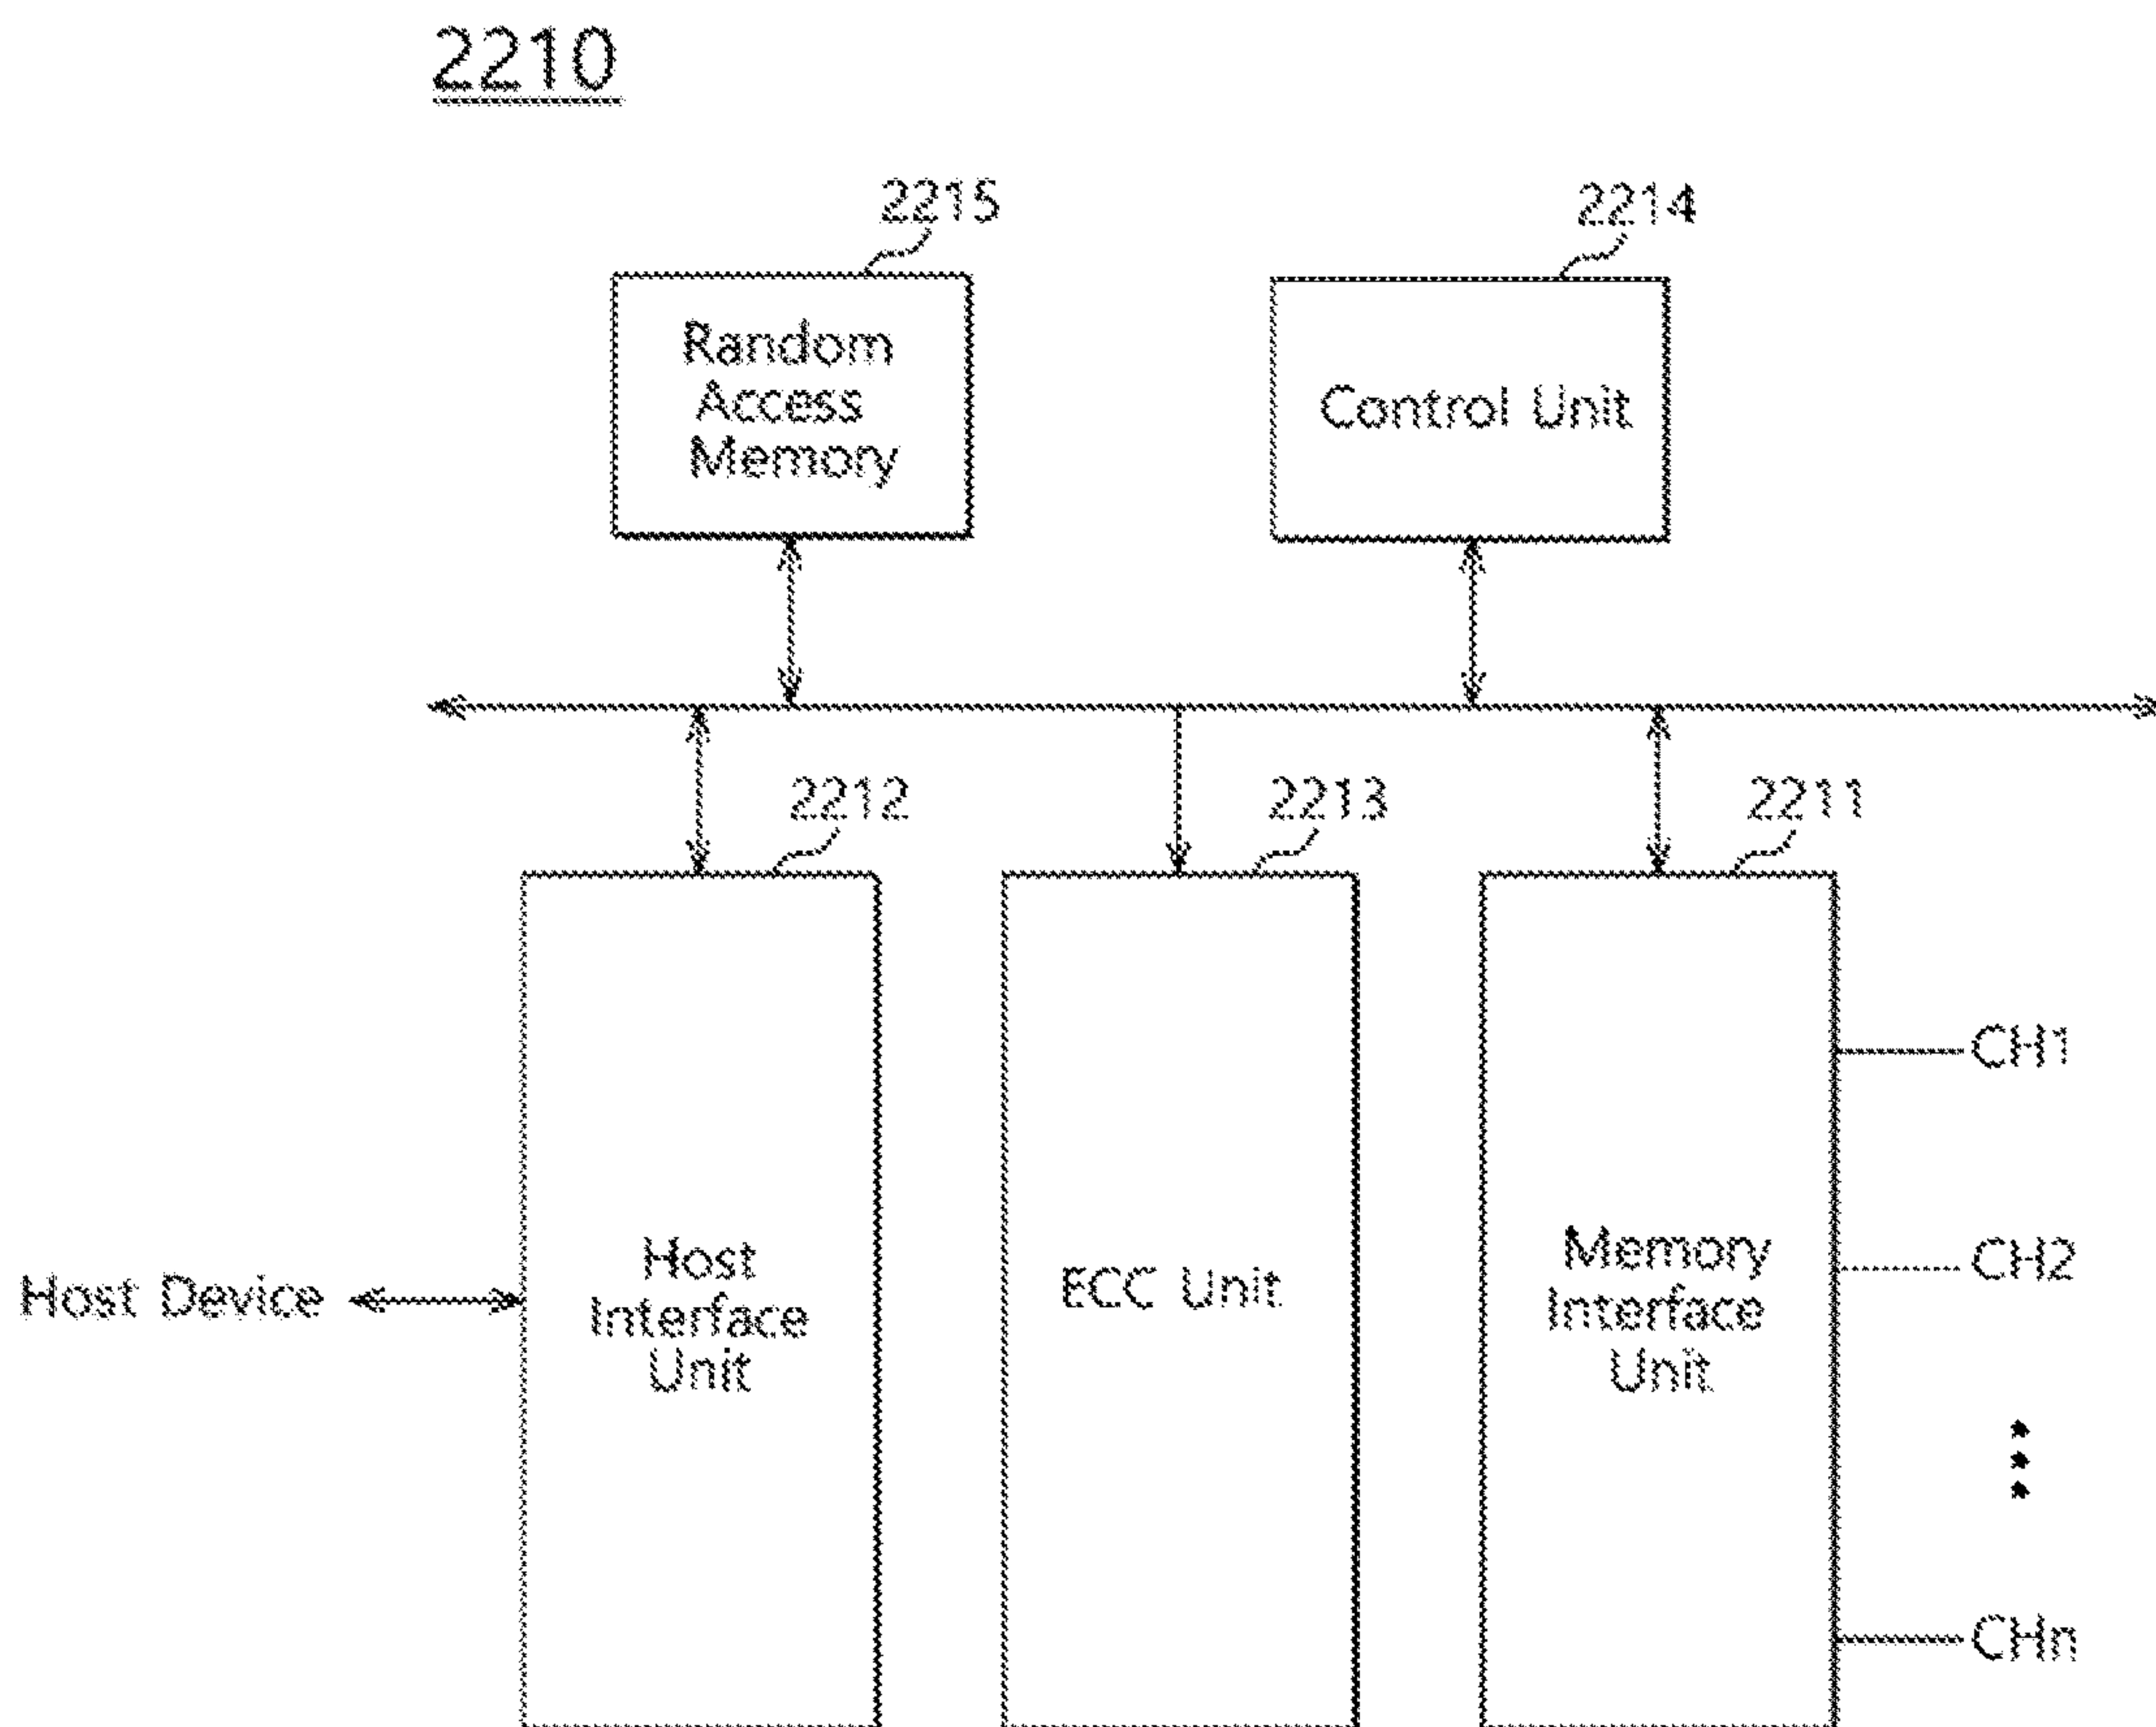 2210
2215
2214
Random
Access
Memory
Control Unit
2212
2213
2211
CH1
Host Device
Host
Interface
Unit
ECC Unit
Memory
Interface
Unit
CH2
CHn